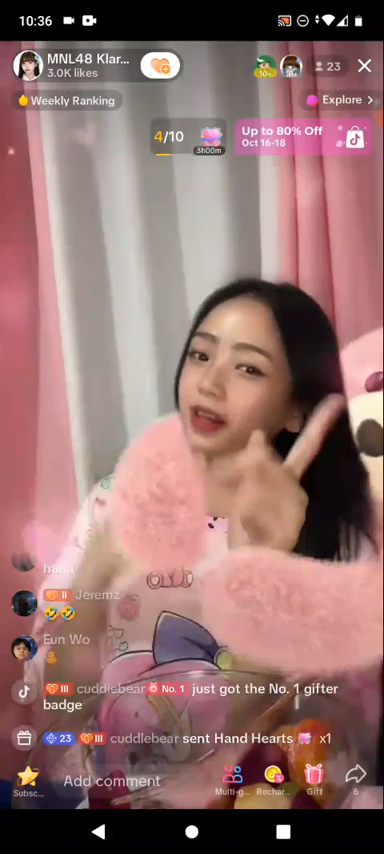 10:36
MNL48 Klar...
3.0K likes
23
Weekly Ranking
Explore >
4/10
3h00m
Up to 80% Off
Oct 16-18
haha
II Jeremz
🤣🤣
Eun Wo
III cuddlebear No. 1 just got the No. 1 gifter
badge
23 III cuddlebear sent Hand Hearts x1
Subsc...
Add comment
Multi-g...
Rechar...
Gift
6